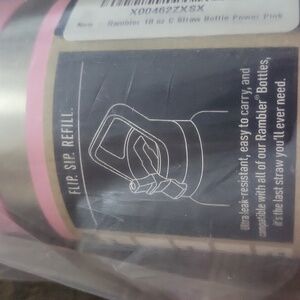 X00462ZXSX
New - Rambler 18 oz C Straw Bottle Power Pink
FLIP. SIP. REFILL.
Ultra leak-resistant, easy to carry, and
compatible with all of our Rambler® Bottles,
it's the last straw you'll ever need.